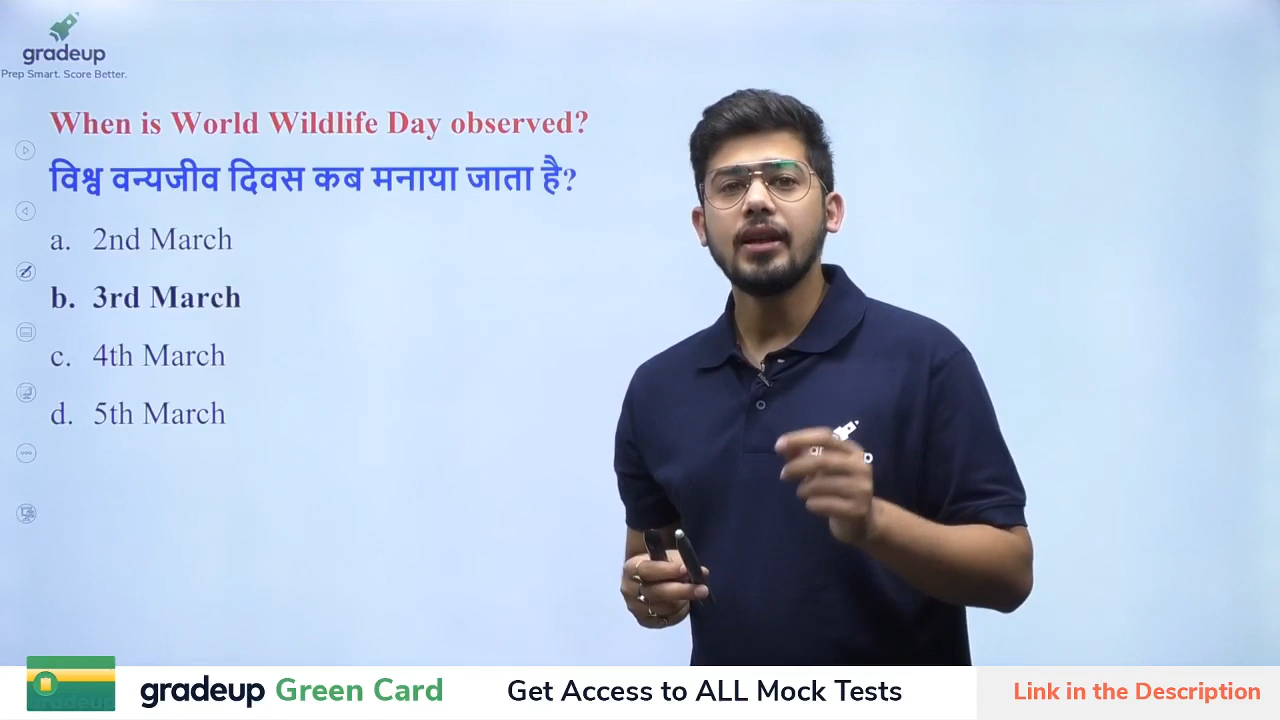 gradeup
Prep Smart. Score Better.
When is World Wildlife Day observed?
विश्व वन्यजीव दिवस कब मनाया जाता है?
a. 2nd March
b. 3rd March
c. 4th March
d. 5th March
gradeup Green Card
Get Access to ALL Mock Tests
Link in the Description